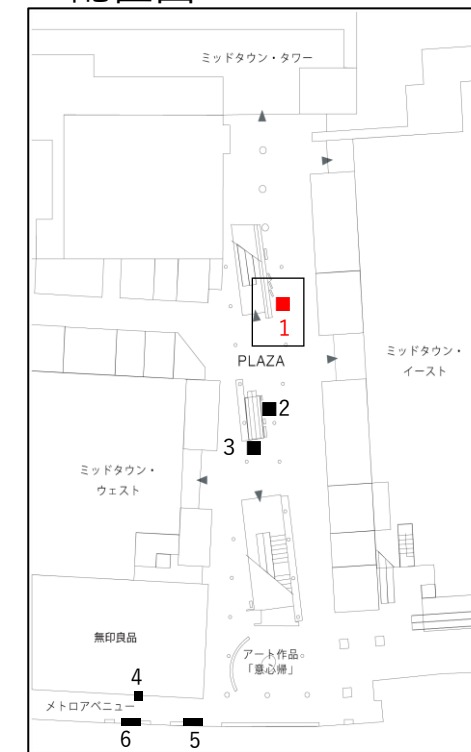 ミッドタウン・タワー
1
PLAZA
ミッドタウン・
イースト
2
3
ミッドタウン・
ウェスト
無印良品
アート作品
「意心帰」
4
メトロアベニュー
6
5